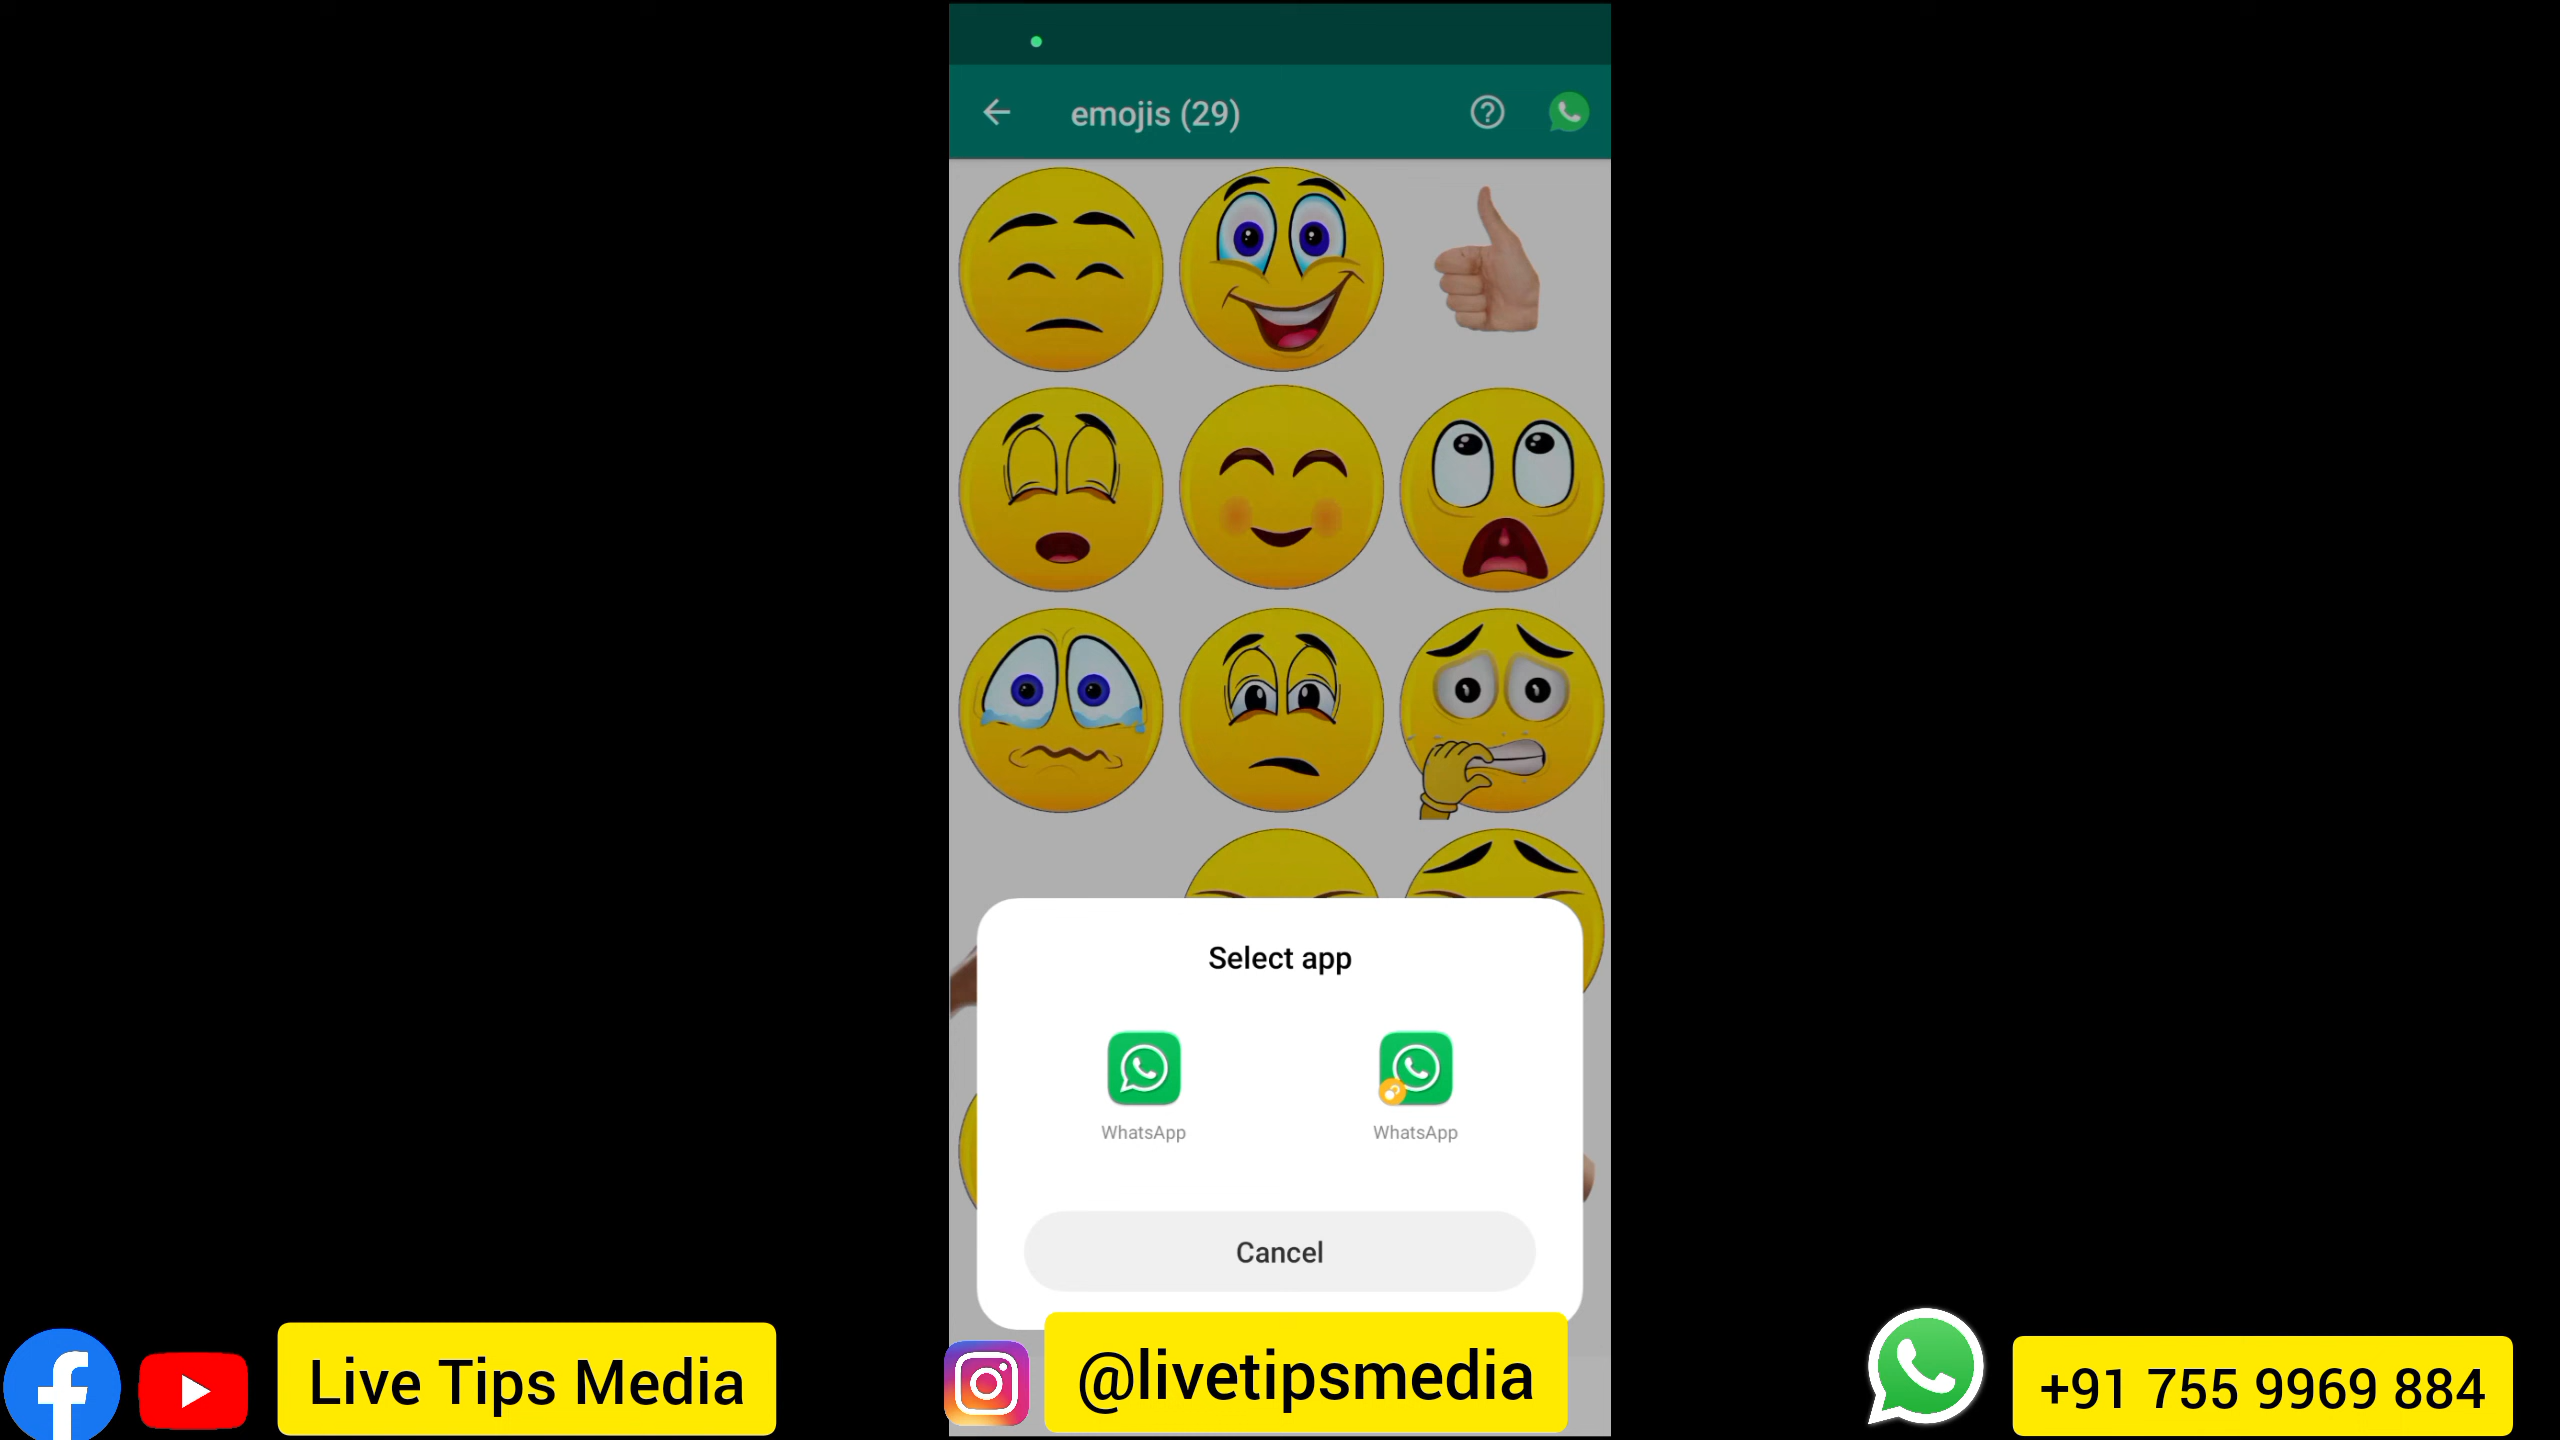 emojis (29)
Select app
WhatsApp
WhatsApp
Cancel
Live Tips Media
@livetipsmedia
+91 755 9969 884